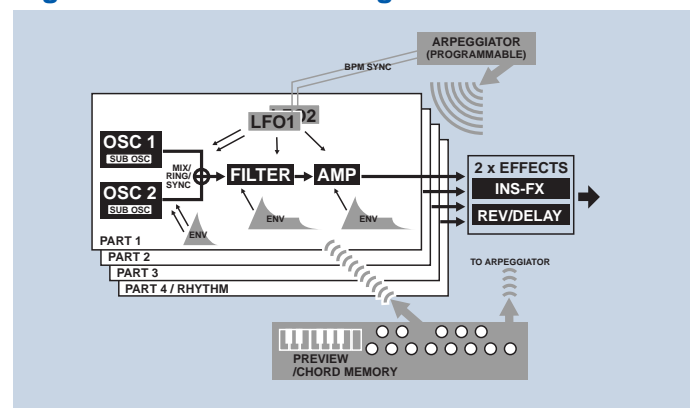 ARPEGGIATOR
(PROGRAMMABLE)
BPM SYNC
LFO2
LFO1
OSC 1
SUB OSC
MIX/
RING/
SYNC
OSC 2
SUB OSC
FILTER
AMP
ENV
ENV
ENV
2 x EFFECTS
INS-FX
REV/DELAY
PART 1
PART 2
PART 3
PART 4 / RHYTHM
TO ARPEGGIATOR
PREVIEW
/CHORD MEMORY